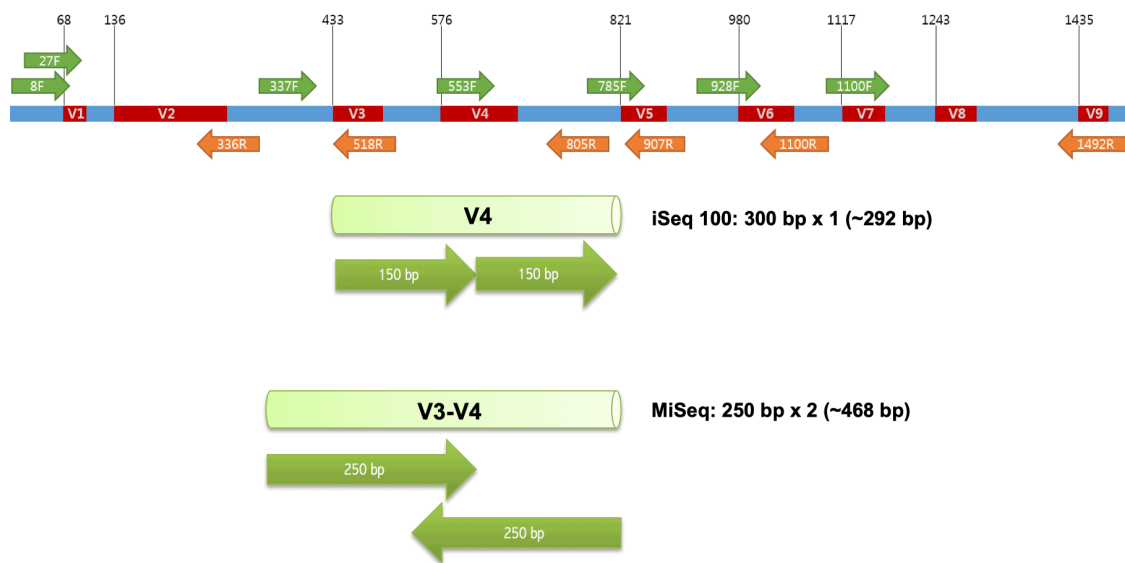 68 136 433 576 821 980 1117 1243 1435
27F
8F 337F 553F 785F 928F 1100F
V1 V2 V3 V4 V5 V6 V7 V8 V9
336R 518R 805R 907R 1100R 1492R
V4
iSeq 100: 300 bp x 1 (~292 bp)
150 bp 150 bp
V3-V4
MiSeq: 250 bp x 2 (~468 bp)
250 bp
250 bp